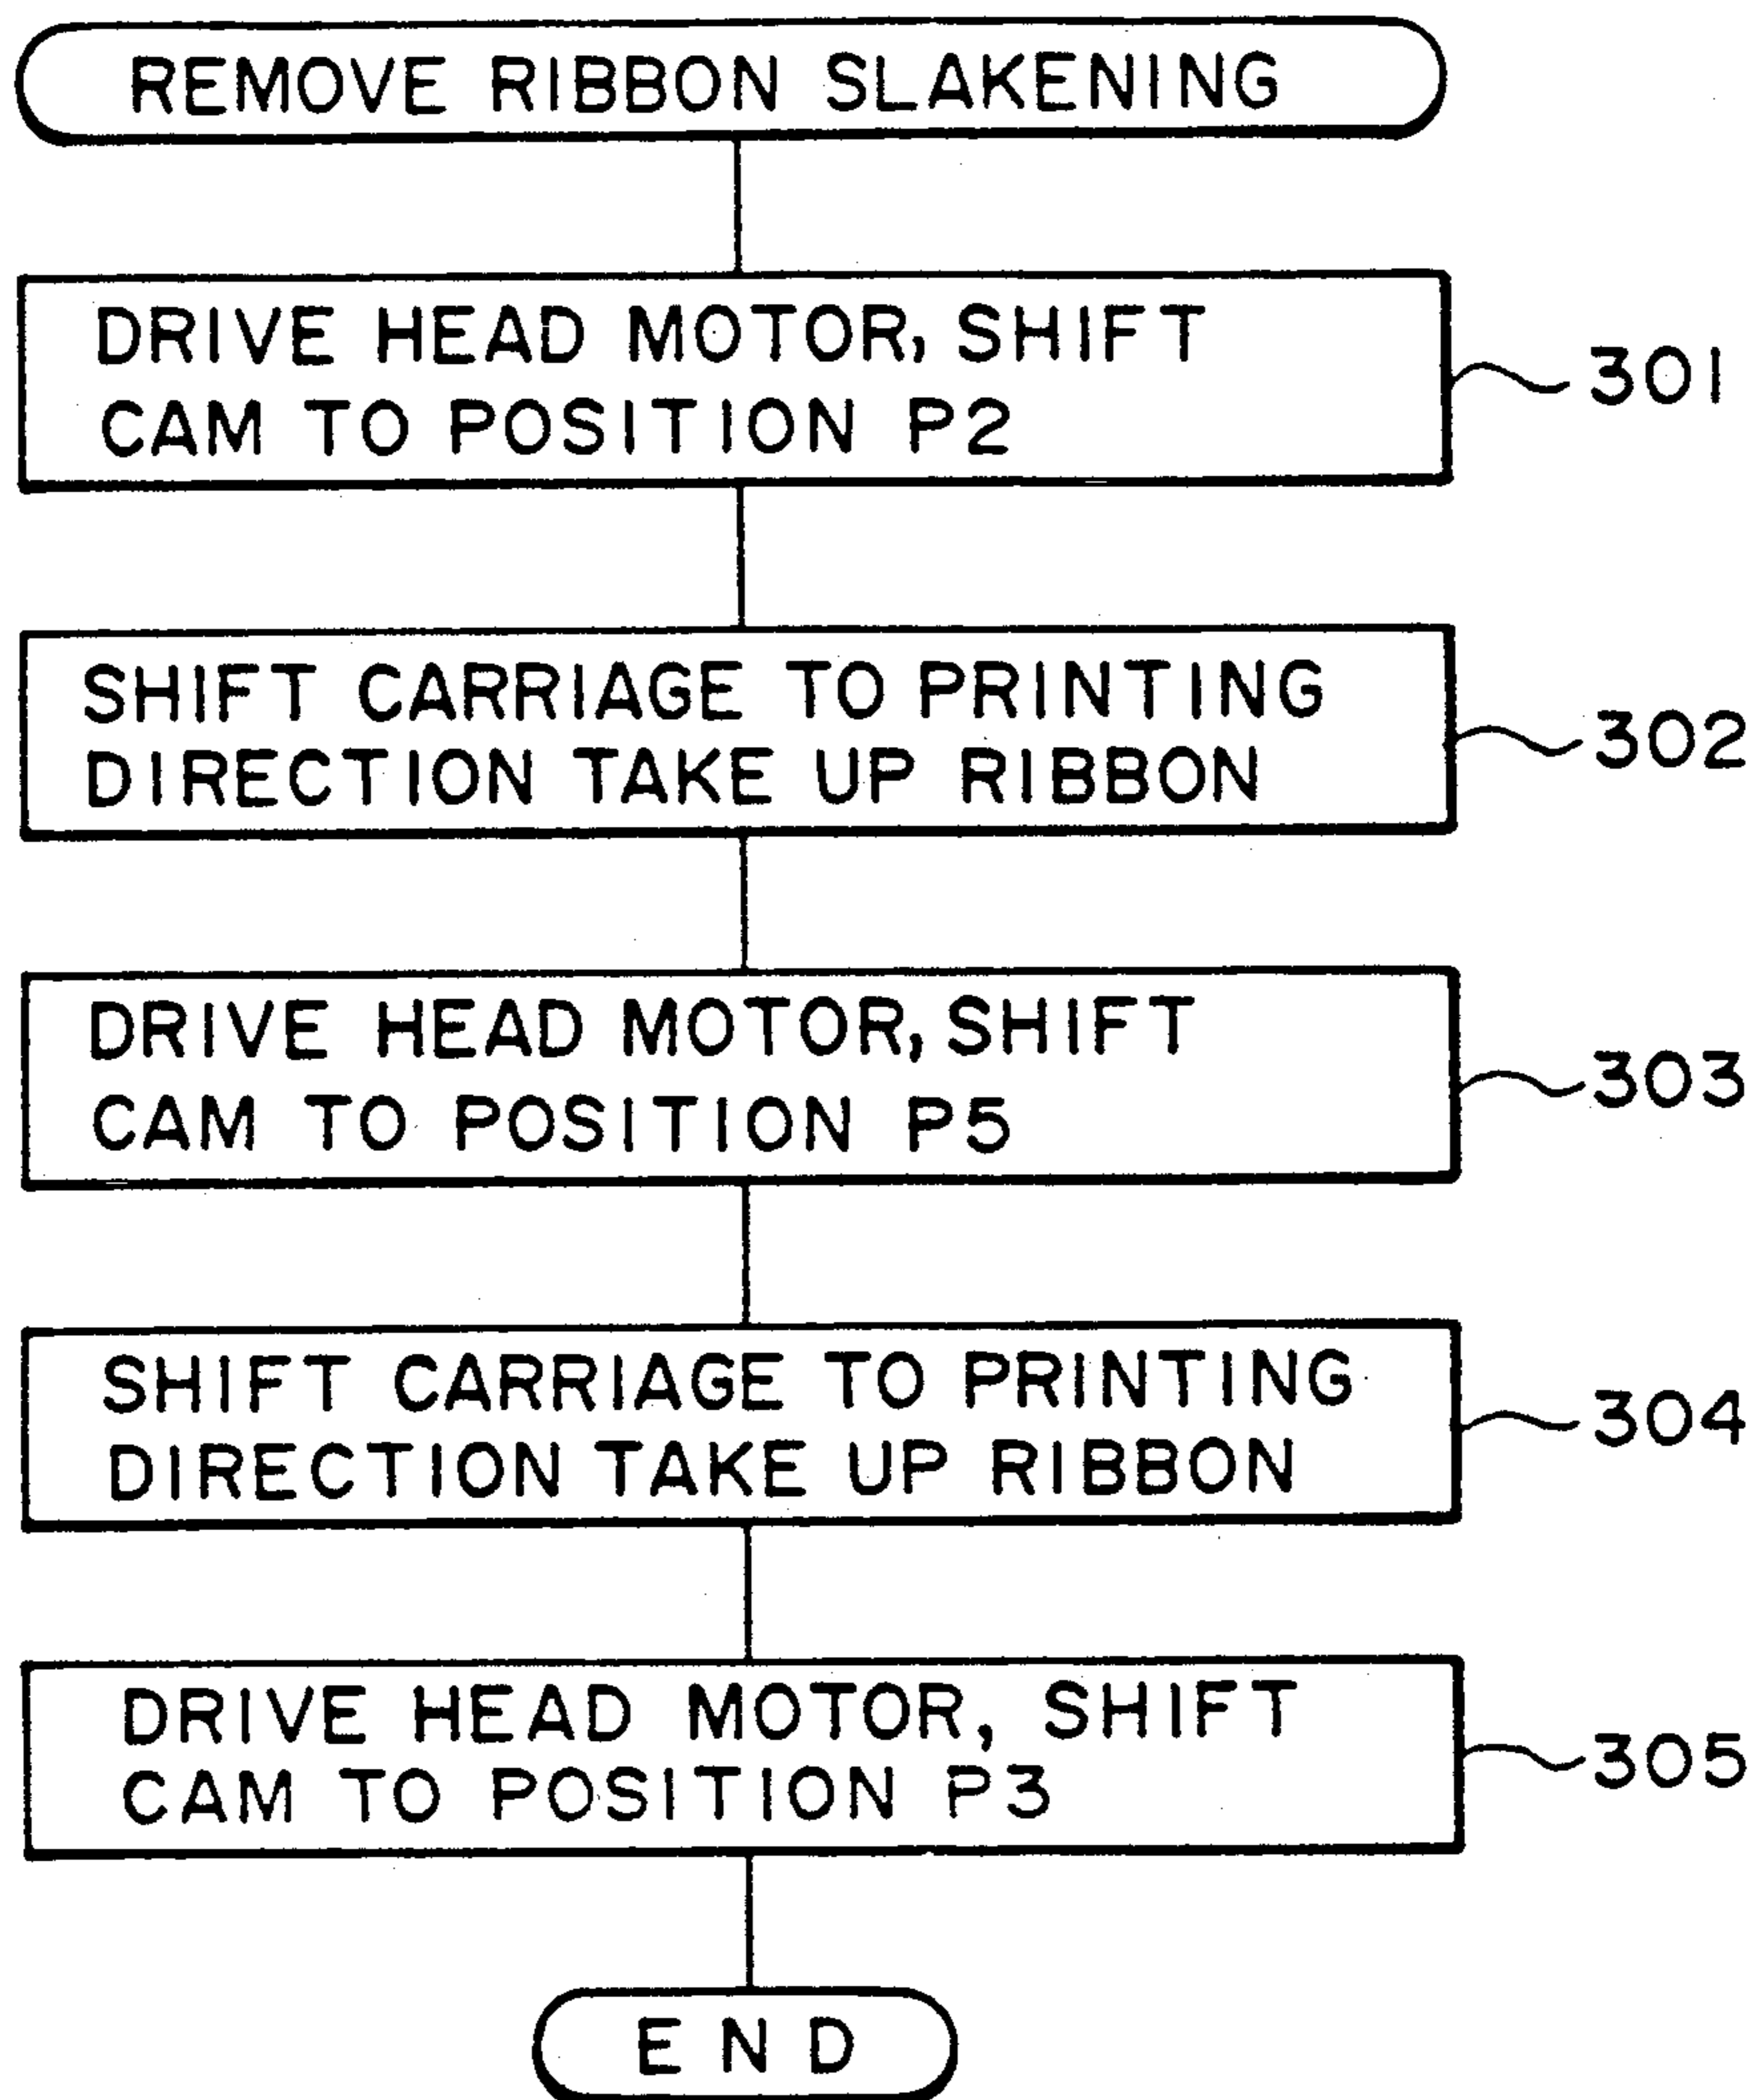 REMOVE RIBBON SLAKENING
DRIVE HEAD MOTOR, SHIFT
CAM TO POSITION P2
301
SHIFT CARRIAGE TO PRINTING
DIRECTION TAKE UP RIBBON
302
DRIVE HEAD MOTOR, SHIFT
CAM TO POSITION P5
303
SHIFT CARRIAGE TO PRINTING
DIRECTION TAKE UP RIBBON
304
DRIVE HEAD MOTOR, SHIFT
CAM TO POSITION P3
305
END